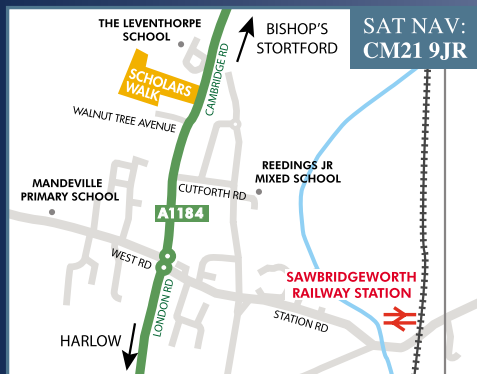 THE LEVENTHORPE
SCHOOL
BISHOP'S
STORTFORD
SAT NAV:
CM21 9JR
CAMBRIDGE RD
SCHOLARS
WALK
WALNUT TREE AVENUE
REEDINGS JR
MIXED SCHOOL
MANDEVILLE
PRIMARY SCHOOL
CUTFORTH RD
A1184
WEST RD
SAWBRIDGEWORTH
RAILWAY STATION
LONDON RD
STATION RD
HARLOW